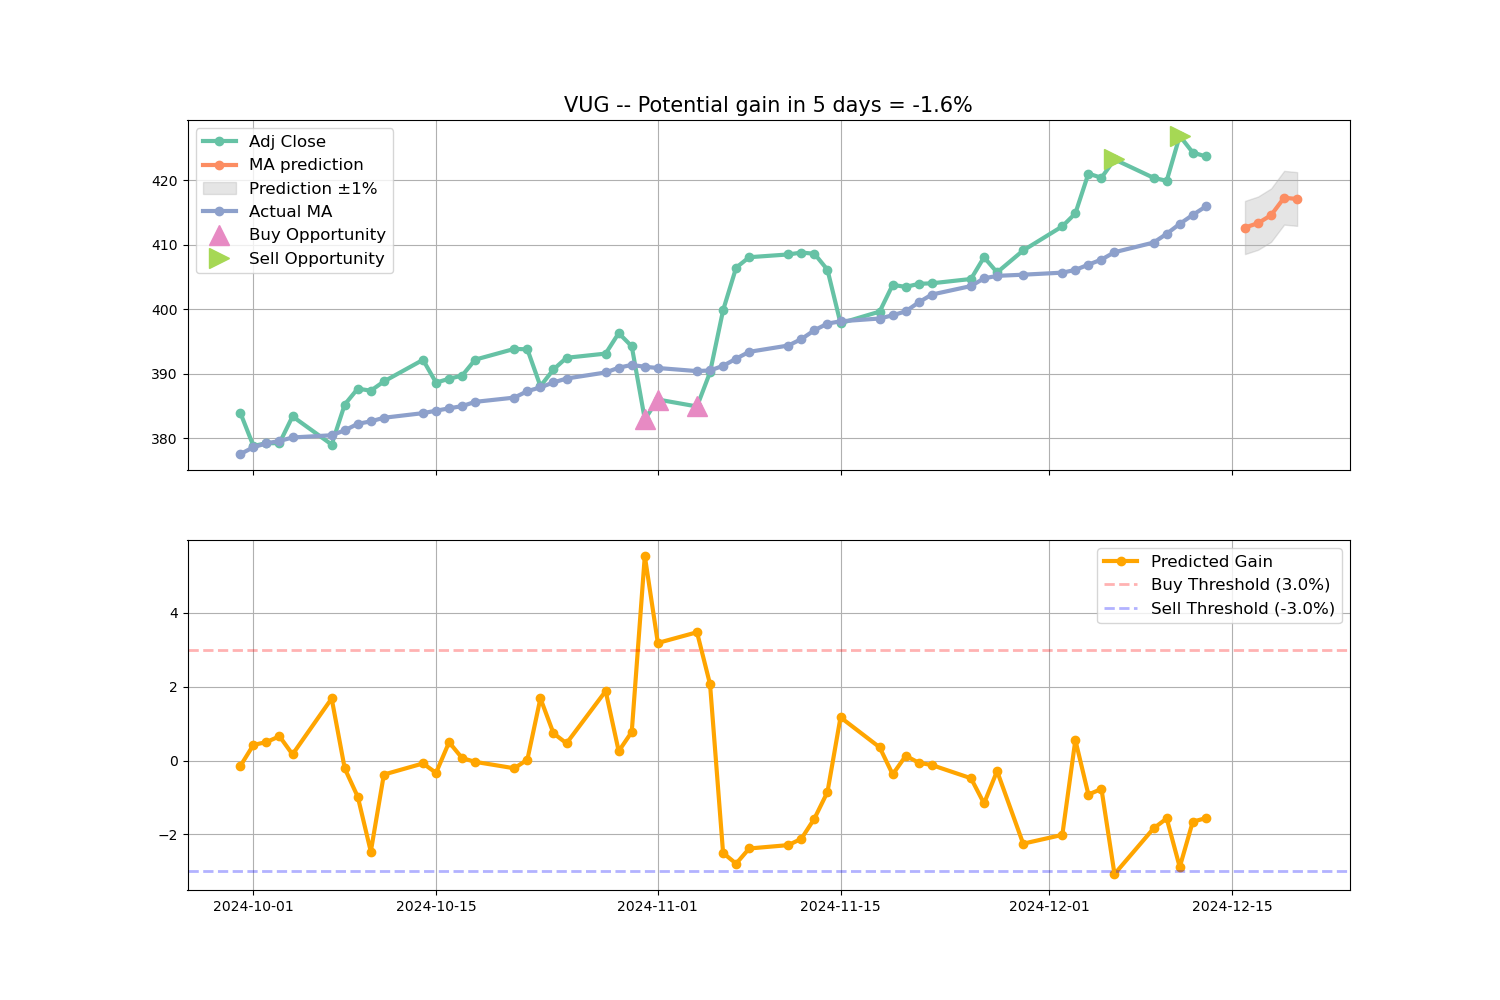 VUG -- Potential gain in 5 days = -1.6%
Adj Close
MA prediction
Prediction ±1%
Actual MA
Buy Opportunity
Sell Opportunity
420
410
400
390
380
Predicted Gain
Buy Threshold (3.0%)
Sell Threshold (-3.0%)
4
2
0
−2
2024-10-01 2024-10-15 2024-11-01 2024-11-15 2024-12-01 2024-12-15